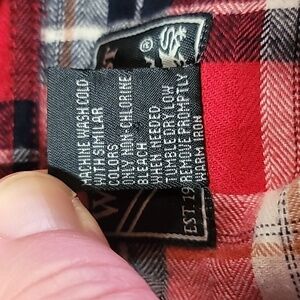 MACHINE WASH COLD
WITH SIMILAR
COLORS
ONLY NON-CHLORINE
BLEACH
WHEN NEEDED
TUMBLE DRY LOW
REMOVE PROMPTLY
WARM IRON
W
EST 19
®